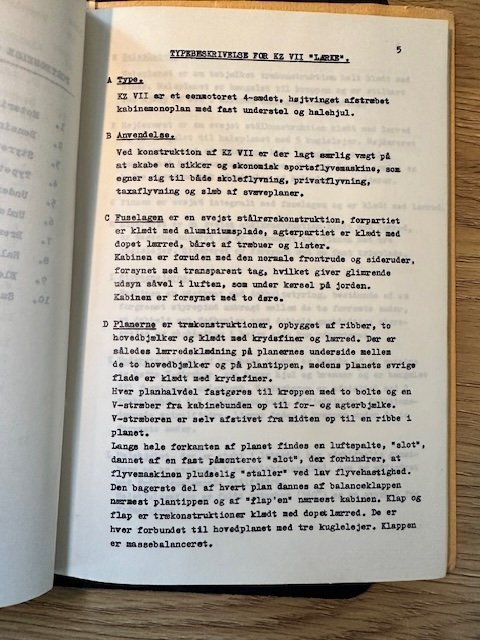 5
TYPEBESKRIVELSE FOR KZ VII "LÆRKE".
A Type.
KZ VII er et eenmotoret 4-sædet, højtvinget afstræbet
kabinemonoplan med fast understel og halehjul.
B Anvendelse.
Ved konstruktion af KZ VII er der lagt særlig vægt på
at skabe en sikker og økonomisk sportsflyvemaskine, som
egner sig til både skoleflyvning, privatflyvning,
taxaflyvning og slæb af svæveplaner.
C Fuselagen er en svejst stålrørskonstruktion, forpartiet
er klædt med aluminiumsplade, agterpartiet er klædt med
dopet lærred, båret af træbuer og lister.
Kabinen er foruden med den normale frontrude og sideruder,
forsynet med transparent tag, hvilket giver glimrende
udsyn såvel i luften, som under kørsel på jorden.
Kabinen er forsynet med to døre.
D Planerne er trækonstruktioner, opbygget af ribber, to
hovedbjælker og klædt med krydsfiner og lærred. Der er
således lærredsklædning på planernes underside mellem
de to hovedbjælker og på plantippen, medens planets øvrige
flade er klædt med krydsfiner.
Hver planhalvdel fastgøres til kroppen med to bolte og en
V-stræber fra kabinebunden op til for- og agterbjælke.
V-stræberen er selv afstivet fra midten op til en ribbe i
planet.
Langs hele forkanten af planet findes en luftspalte, "slot",
dannet af en fast påmonteret "slot", der forhindrer, at
flyvemaskinen pludselig "staller" ved lav flyvehastighed.
Den bagerste del af hvert plan dannes af balanceklappen
nærmest plantippen og af "flap'en" nærmest kabinen. Klap og
flap er trækonstruktioner klædt med dopet lærred. De er
hver forbundet til hovedplanet med tre kuglelejer. Klappen
er massebalanceret.